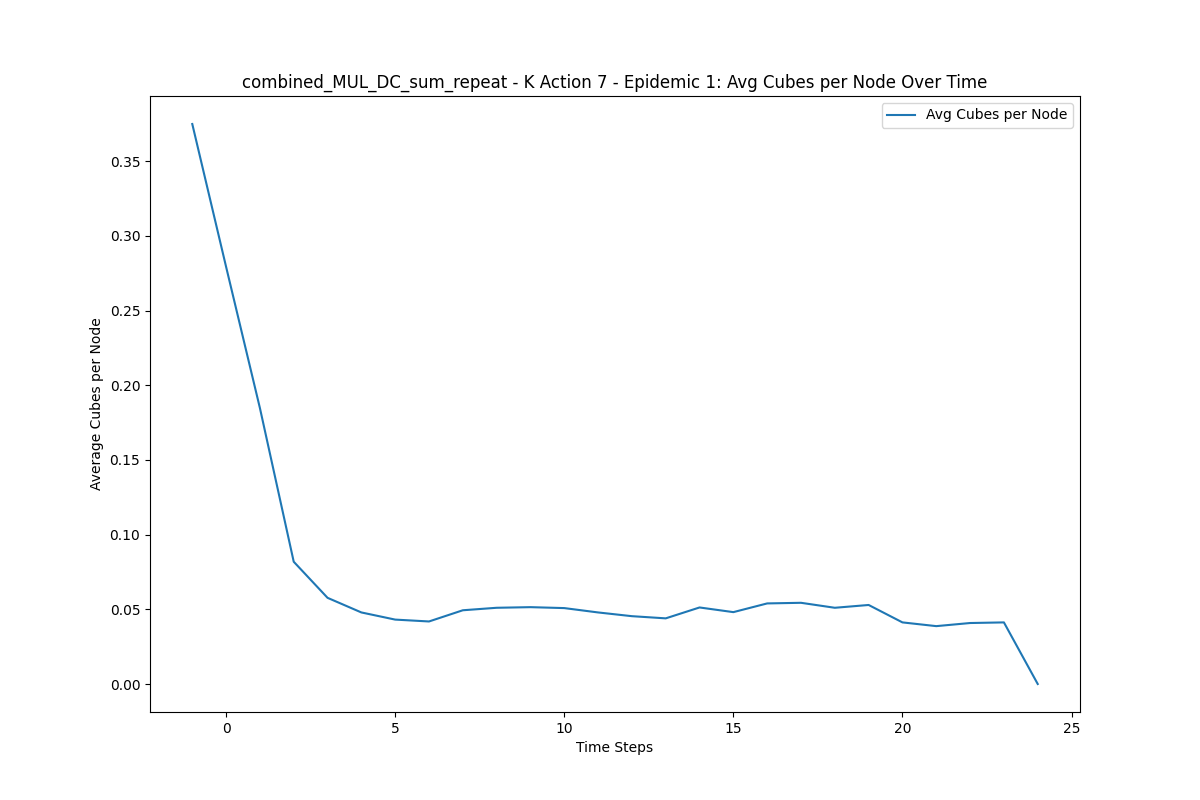 combined_MUL_DC_sum_repeat - K Action 7 - Epidemic 1: Avg Cubes per Node Over Time
Avg Cubes per Node
Average Cubes per Node
0.35
0.30
0.25
0.20
0.15
0.10
0.05
0.00
0 5 10 15 20 25
Time Steps